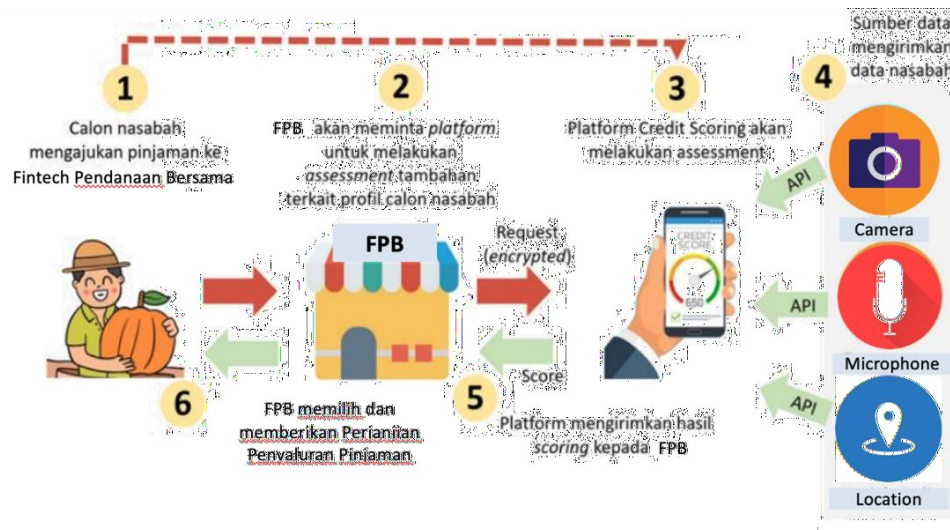 1
Calon nasabah
mengajukan pinjaman ke
Fintech Pendanaan Bersama
2
FPB akan meminta platform
untuk melakukan
assessment tambahan
terkait profil calon nasabah
3
Platform Credit Scoring akan
melakukan assessment
4
Sumber data
mengirimkan
data nasabah
API
Camera
API
Microphone
API
Location
FPB
Request
(encrypted)
CREDIT
SCORE
650
Score
5
Platform mengirimkan hasil
scoring kepada FPB
6
FPB memilih dan
memberikan Perianiian
Penvaluran Pinjaman